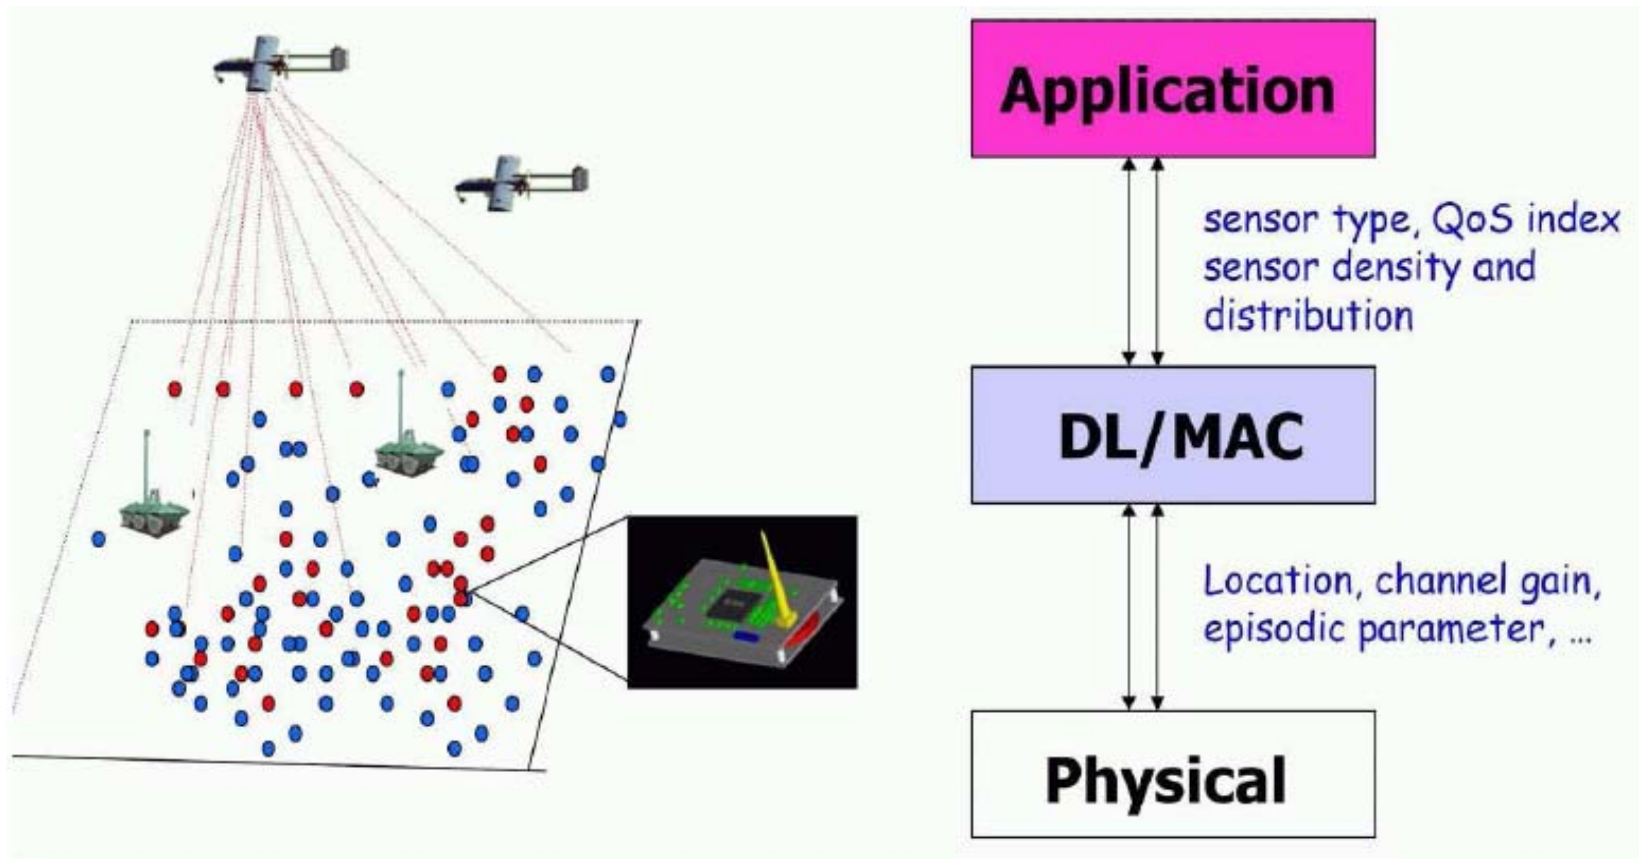 Application
sensor type, QoS index
sensor density and
distribution
DL/MAC
Location, channel gain,
episodic parameter, ...
Physical